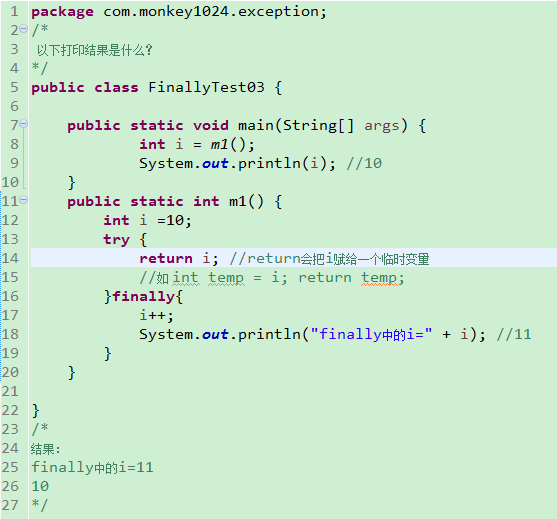 1 package com.monkey1024.exception;
2 /*
3 以下打印结果是什么?
4 */
5 public class FinallyTest03 {
6
7 public static void main(String[] args) {
8 int i = m1();
9 System.out.println(i); //10
10 }
11 public static int m1() {
12 int i =10;
13 try {
14 return i; //return会把i赋给一个临时变量
15 //如int temp = i; return temp;
16 }finally{
17 i++;
18 System.out.println("finally中的i=" + i); //11
19 }
20 }
21
22 }
23 /*
24 结果:
25 finally中的i=11
26 10
27 */